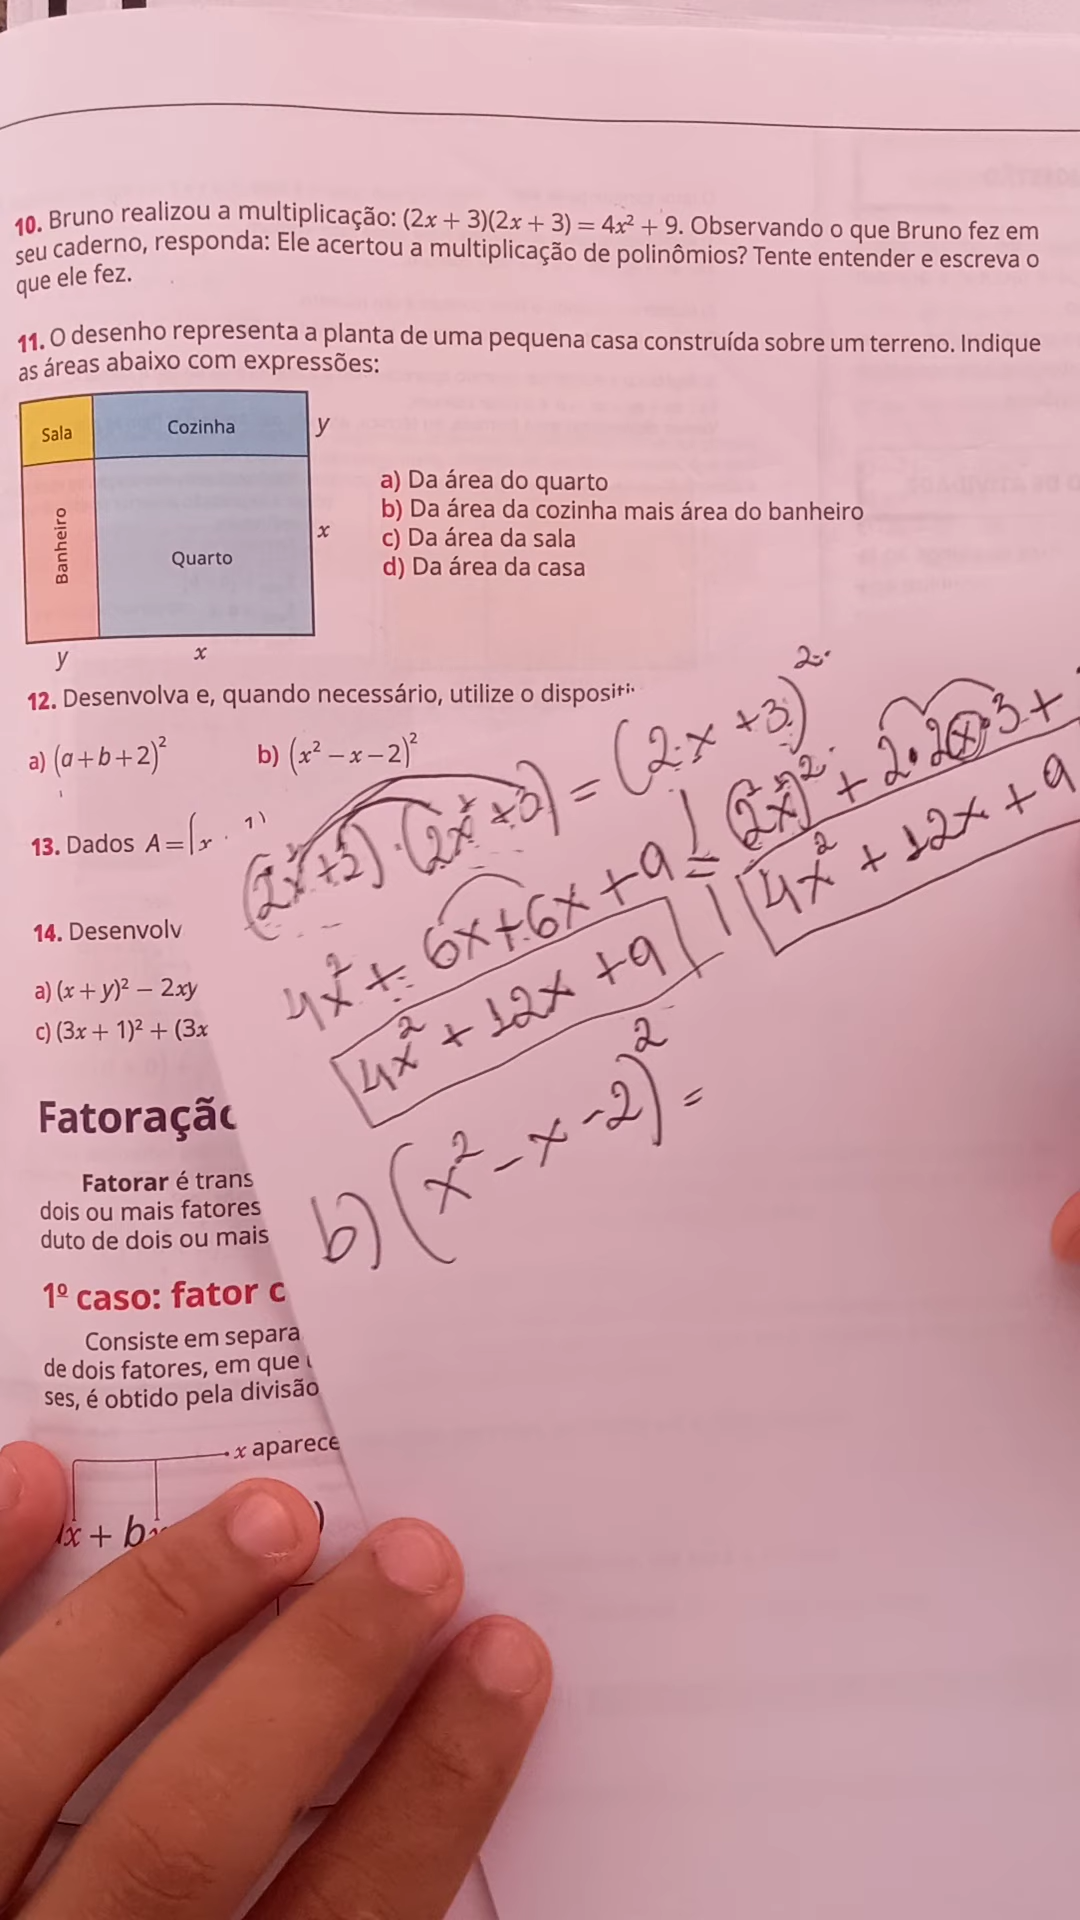 10. Bruno realizou a multiplicação: (2x + 3)(2x + 3) = 4x² + 9. Observando o que Bruno fez em
seu caderno, responda: Ele acertou a multiplicação de polinômios? Tente entender e escreva o
que ele fez.
11. O desenho representa a planta de uma pequena casa construída sobre um terreno. Indique
as áreas abaixo com expressões:
Sala
Cozinha
y
Banheiro
Quarto
x
y
x
a) Da área do quarto
b) Da área da cozinha mais área do banheiro
c) Da área da sala
d) Da área da casa
12. Desenvolva e, quando necessário, utilize o
a) (a+b+2)² b) (x²−x−2)²
13. Dados A=
14.
a) (x + y)² − 2xy
c) (3x + 1)² + (3x
(2x+3)·(2x+3) = (2x+3)²
4x² + 6x+6x+9 = (2x)² + 2·2x·3+
4x² + 12x +9 4x² + 12x + 9
b) (x² − x − 2)² =
Fatorar é
dois ou mais fatores
duto de dois ou mais
1º caso: fator
Consiste em
de dois fatores, em que
ses, é obtido pela divisão
x aparece
x + b